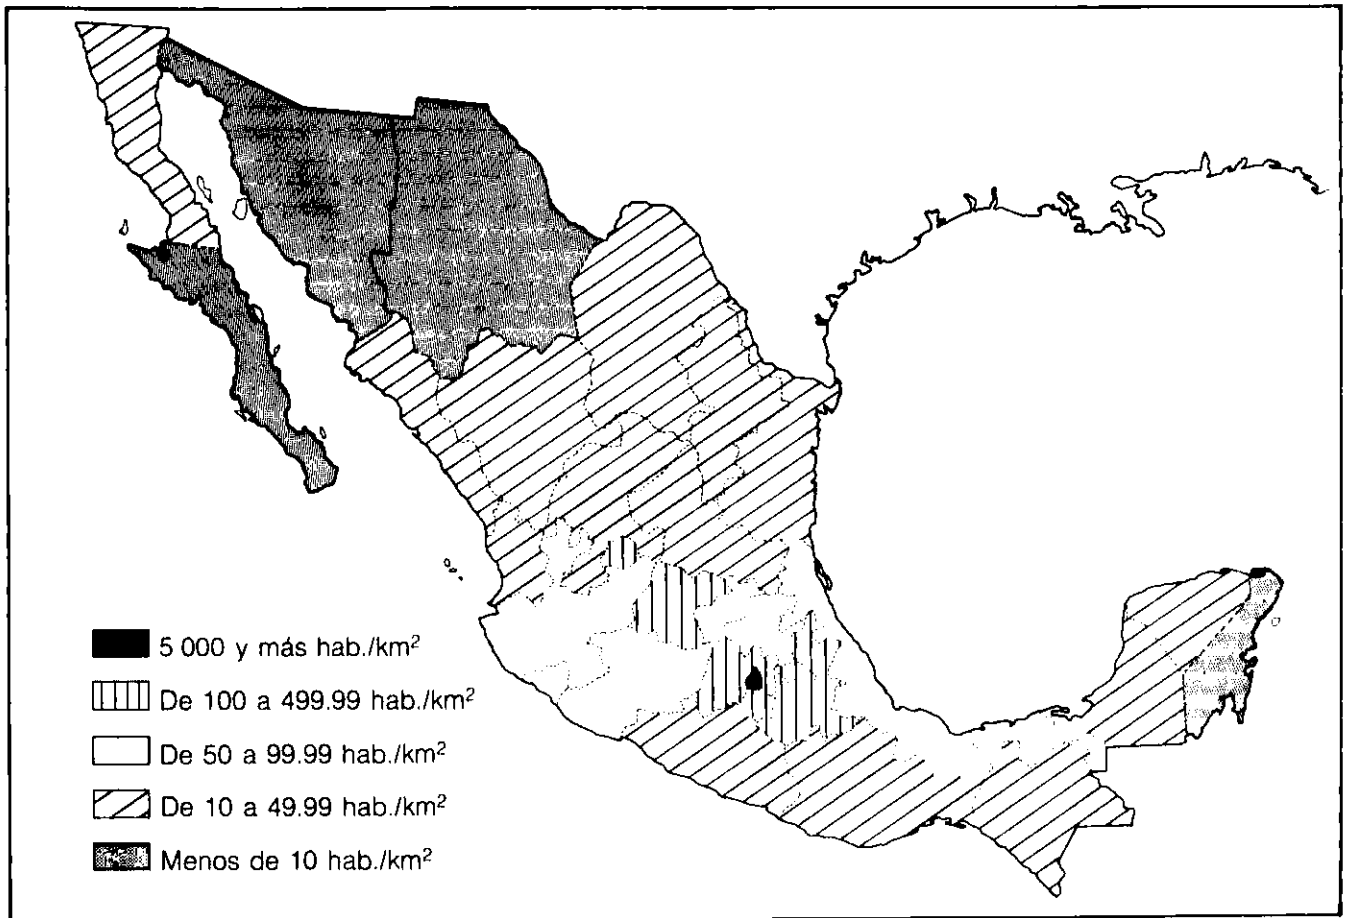 5 000 y más hab./km²
De 100 a 499.99 hab./km²
De 50 a 99.99 hab./km²
De 10 a 49.99 hab./km²
Menos de 10 hab./km²